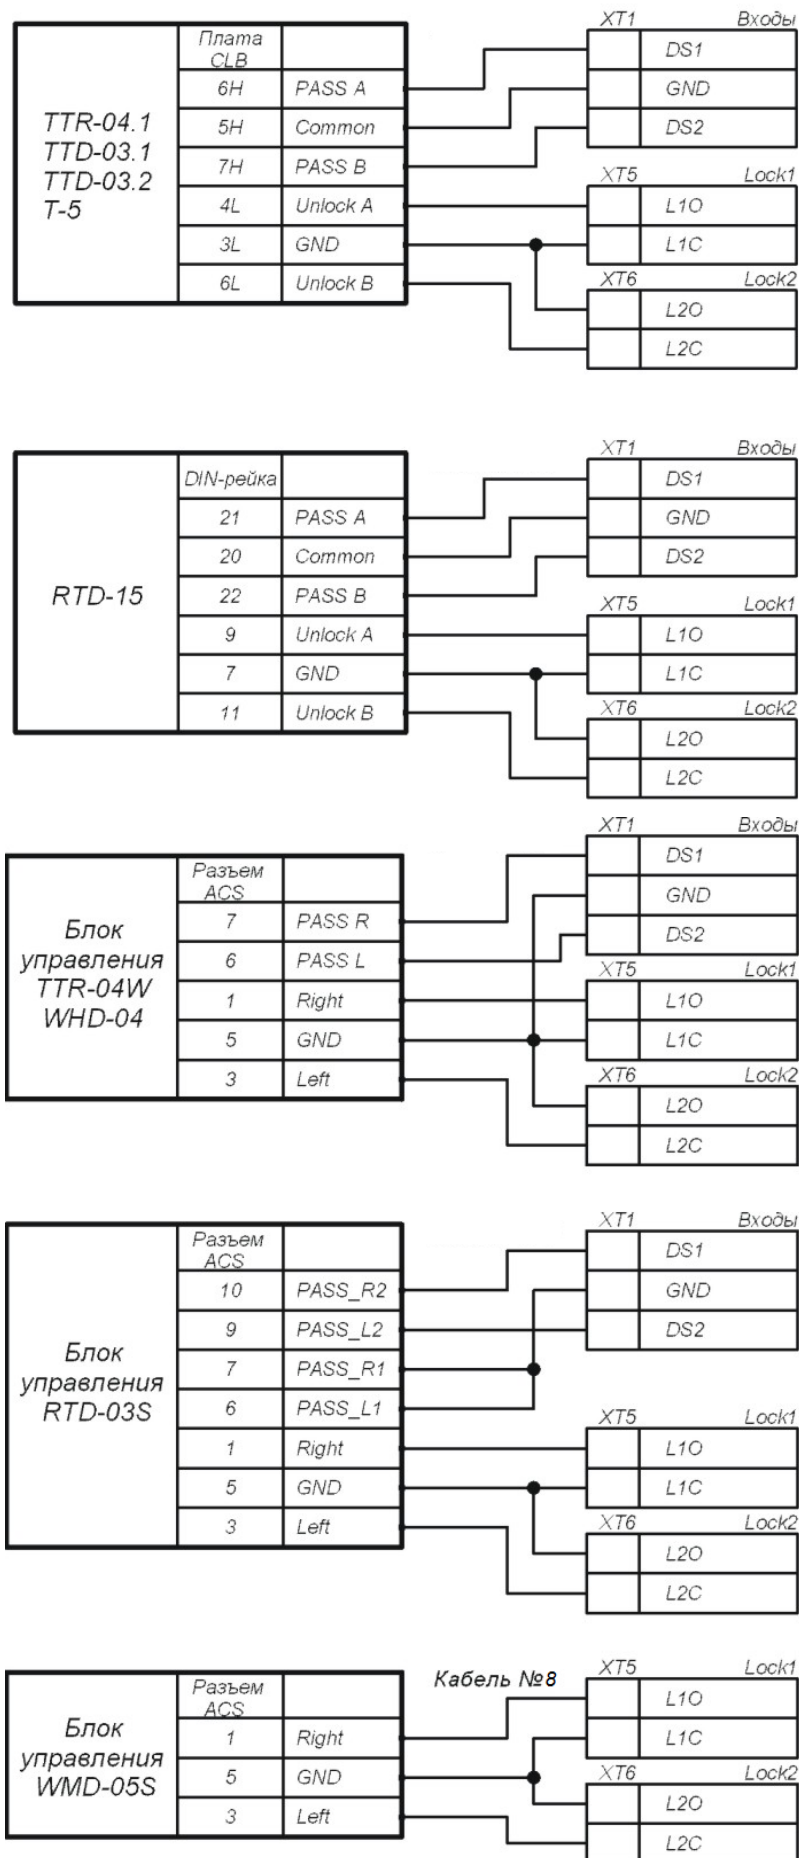 XT1 Входы
Плата CLB
DS1
6H PASS A
GND
TTR-04.1
5H Common
DS2
TTD-03.1
7H PASS B
TTD-03.2
XT5 Lock1
T-5
4L Unlock A
L1O
3L GND
L1C
6L Unlock B
XT6 Lock2
L2O
L2C
XT1 Входы
DIN-рейка
DS1
21 PASS A
GND
20 Common
DS2
RTD-15
22 PASS B
XT5 Lock1
9 Unlock A
L1O
7 GND
L1C
11 Unlock B
XT6 Lock2
L2O
L2C
XT1 Входы
DS1
Разъем ACS
GND
7 PASS R
DS2
Блок
управления
TTR-04W
WHD-04
6 PASS L
XT5 Lock1
1 Right
L1O
5 GND
L1C
3 Left
XT6 Lock2
L2O
L2C
XT1 Входы
Разъем ACS
DS1
10 PASS_R2
GND
9 PASS_L2
DS2
Блок
управления
RTD-03S
7 PASS_R1
6 PASS_L1
XT5 Lock1
1 Right
L1O
5 GND
L1C
3 Left
XT6 Lock2
L2O
L2C
Кабель №8
XT5 Lock1
Разъем ACS
L1O
Блок
управления
WMD-05S
1 Right
L1C
5 GND
XT6 Lock2
3 Left
L2O
L2C